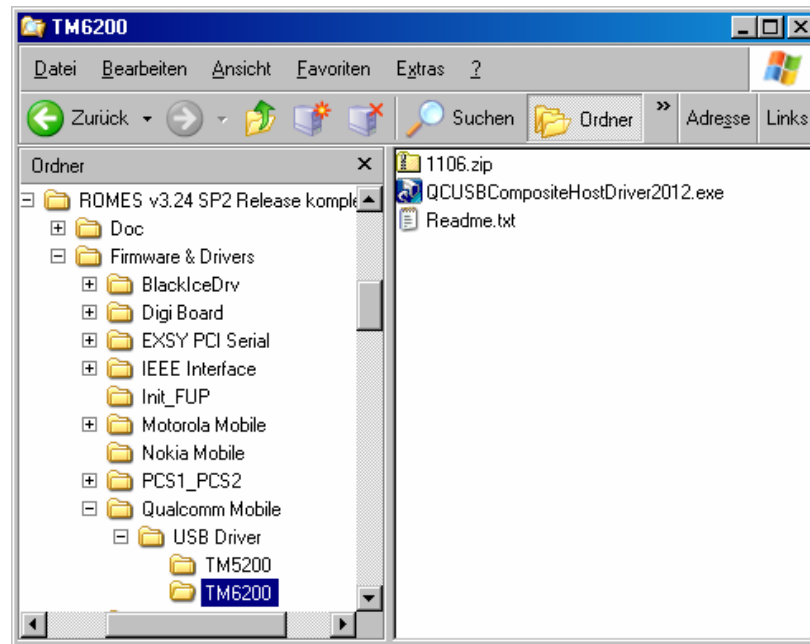 TM6200
Datei Bearbeiten Ansicht Favoriten Extras ?
Zurück Suchen Ordner » Adresse Links
Ordner
ROMES v3.24 SP2 Release komple
Doc
Firmware & Drivers
BlackIceDrv
Digi Board
EXSY PCI Serial
IEEE Interface
Init_FUP
Motorola Mobile
Nokia Mobile
PCS1_PCS2
Qualcomm Mobile
USB Driver
TM5200
TM6200
1106.zip
QCUSBCompositeHostDriver2012.exe
Readme.txt